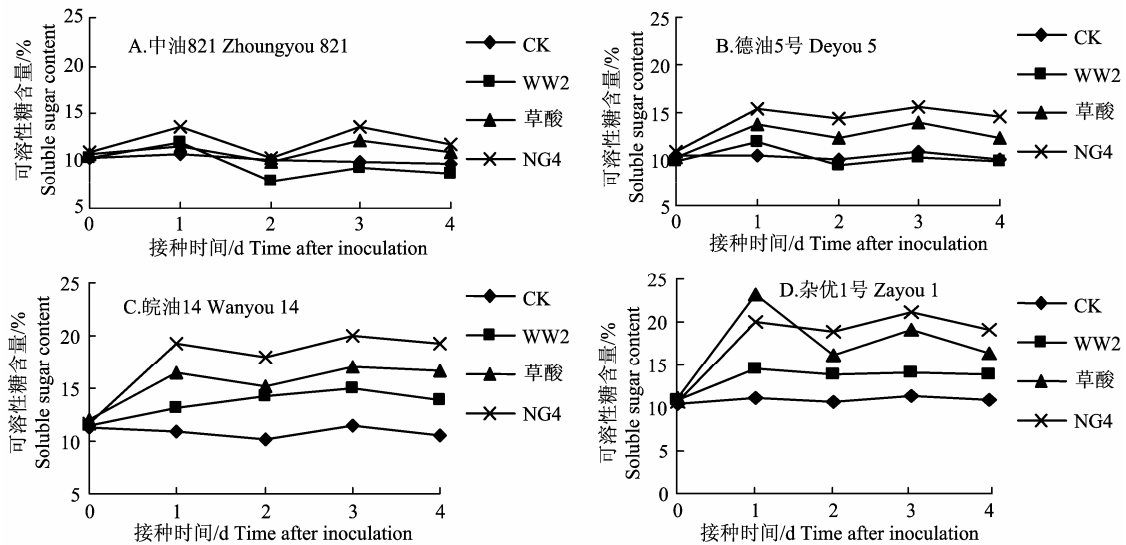 A.中油821 Zhoungyou 821
可溶性糖含量/%
Soluble sugar content
25
20
15
10
5
0 1 2 3 4
接种时间/d Time after inoculation
CK
WW2
草酸
NG4
B.德油5号 Deyou 5
可溶性糖含量/%
Soluble sugar content
25
20
15
10
5
0 1 2 3 4
接种时间/d Time after inoculation
CK
WW2
草酸
NG4
C.皖油14 Wanyou 14
可溶性糖含量/%
Soluble sugar content
25
20
15
10
5
0 1 2 3 4
接种时间/d Time after inoculation
CK
WW2
草酸
NG4
D.杂优1号 Zayou 1
可溶性糖含量/%
Soluble sugar content
25
20
15
10
5
0
0 1 2 3 4
接种时间/d Time after inoculation
CK
WW2
草酸
NG4